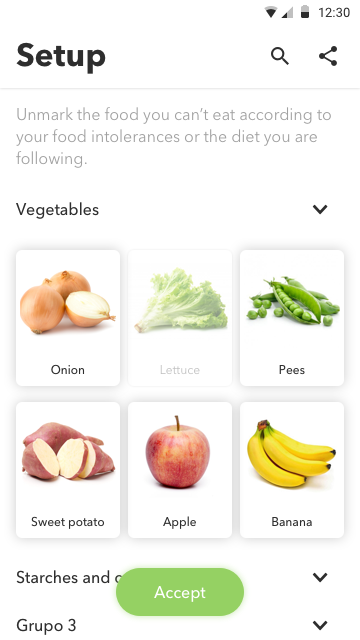 12:30
Setup
Unmark the food you can’t eat according to
your food intolerances or the diet you are
following.
Vegetables
Onion
Lettuce
Pees
Sweet potato
Apple
Banana
Starches and
Accept
Grupo 3